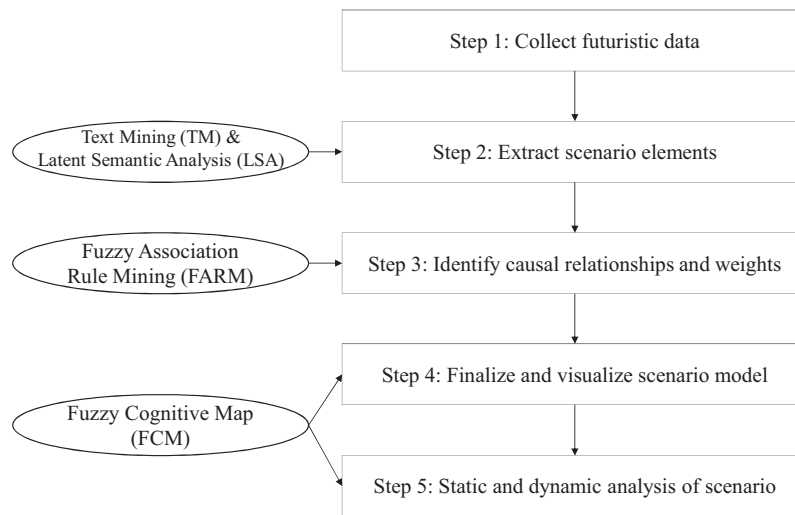 Step 1: Collect futuristic data
Text Mining (TM) &
Latent Semantic Analysis (LSA)
Step 2: Extract scenario elements
Fuzzy Association
Rule Mining (FARM)
Step 3: Identify causal relationships and weights
Step 4: Finalize and visualize scenario model
Fuzzy Cognitive Map
(FCM)
Step 5: Static and dynamic analysis of scenario